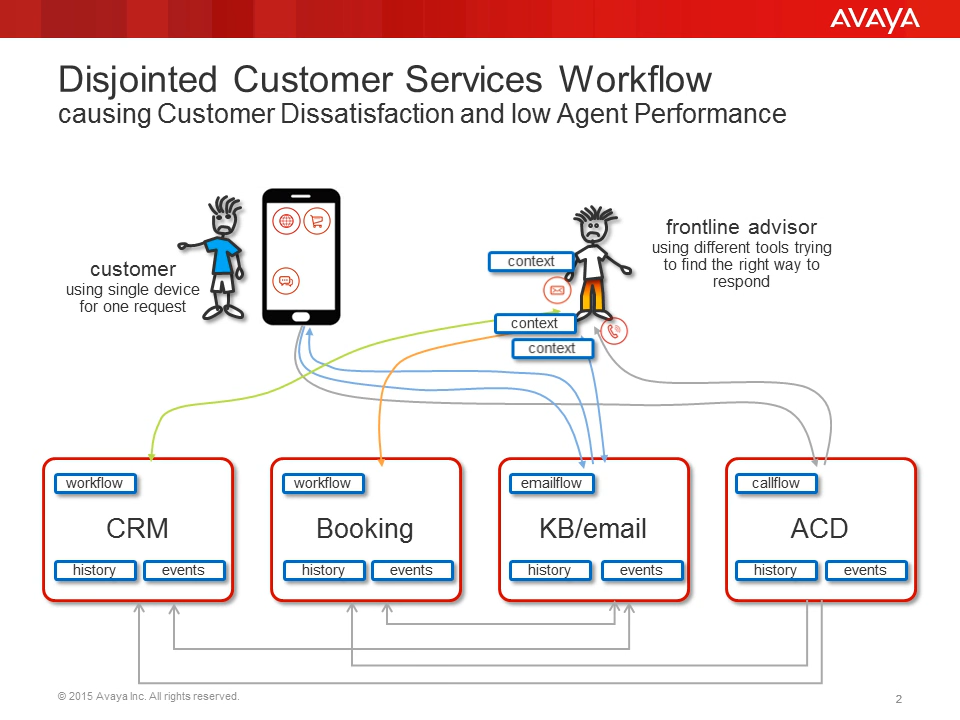 AVAYA
Disjointed Customer Services Workflow
causing Customer Dissatisfaction and low Agent Performance
customer
using single device
for one request
frontline advisor
using different tools trying
to find the right way to
respond
context
context
context
workflow
CRM
history
events
workflow
Booking
history
events
emailflow
KB/email
history
events
callflow
ACD
history
events
© 2015 Avaya Inc. All rights reserved.
2